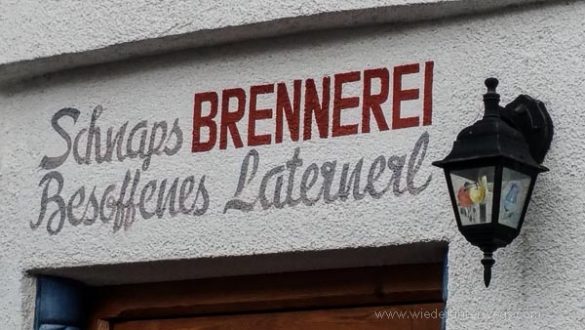 Schnaps BRENNEREI
Besoffenes Laternerl